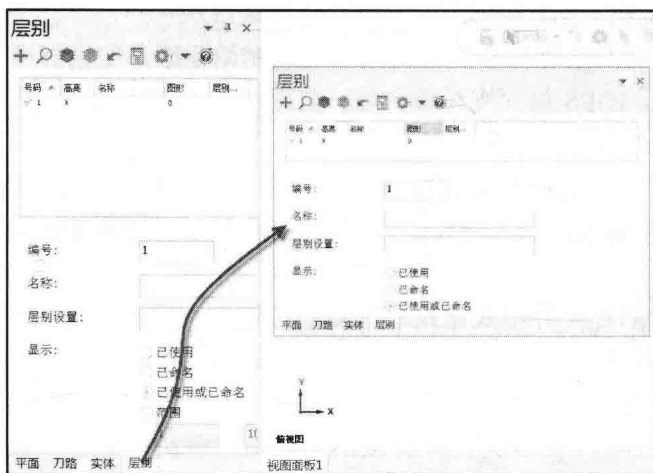 层别
号码 高亮 名称 图形 层别...
1 X 0
编号: 1
名称:
层别设置:
显示:
已使用
已命名
已使用或已命名
范围
10
平面 刀路 实体 层别
层别
号码 高亮 名称 图形 层别...
1 X 0
编号: 1
名称:
层别设置:
显示:
已使用
已命名
已使用或已命名
平面 刀路 实体 层别
Y
X
俯视图
视图面板1